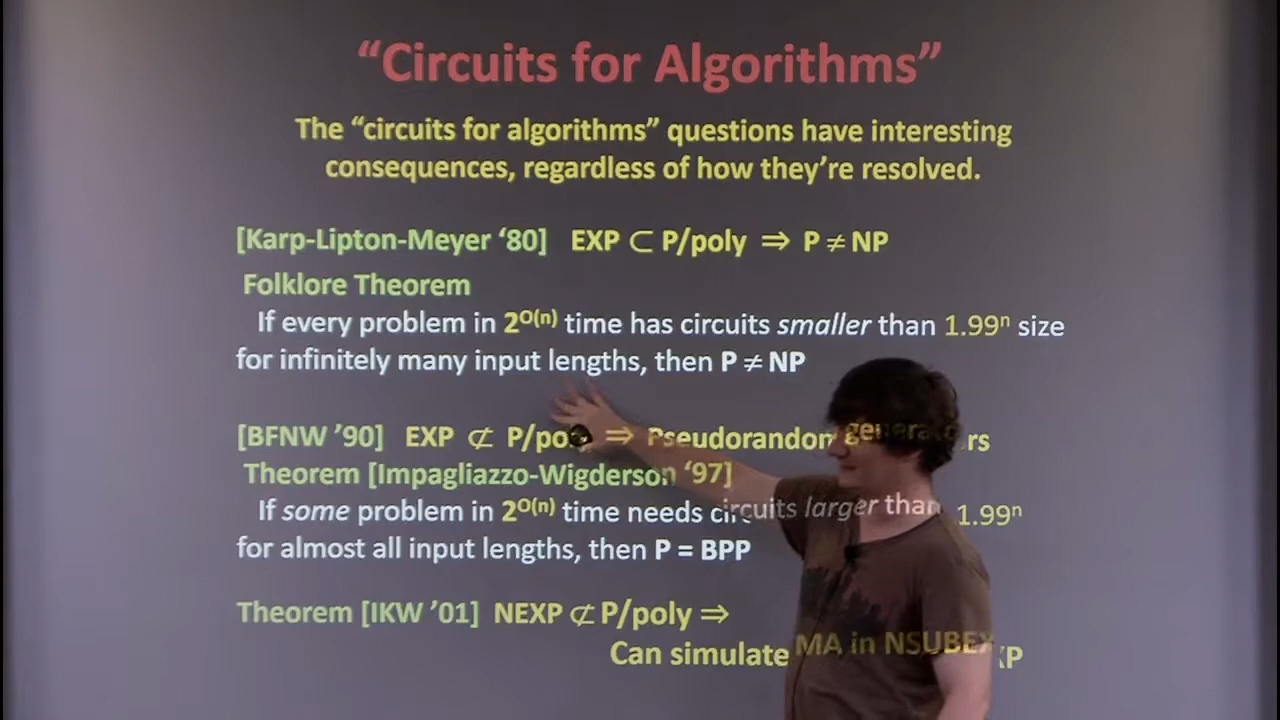 “Circuits for Algorithms”
The “circuits for algorithms” questions have interesting
consequences, regardless of how they’re resolved.
[Karp-Lipton-Meyer ‘80] EXP ⊂ P/poly ⇒ P ≠ NP
Folklore Theorem
If every problem in 2^O(n) time has circuits smaller than 1.99ⁿ size
for infinitely many input lengths, then P ≠ NP
[BFNW ’90] EXP ⊄ P/poly ⇒ Pseudorandom generators
Theorem [Impagliazzo-Wigderson ‘97]
If some problem in 2^O(n) time needs circuits larger than 1.99ⁿ
for almost all input lengths, then P = BPP
Theorem [IKW ’01] NEXP ⊄ P/poly ⇒
Can simulate MA in NSUBEXP